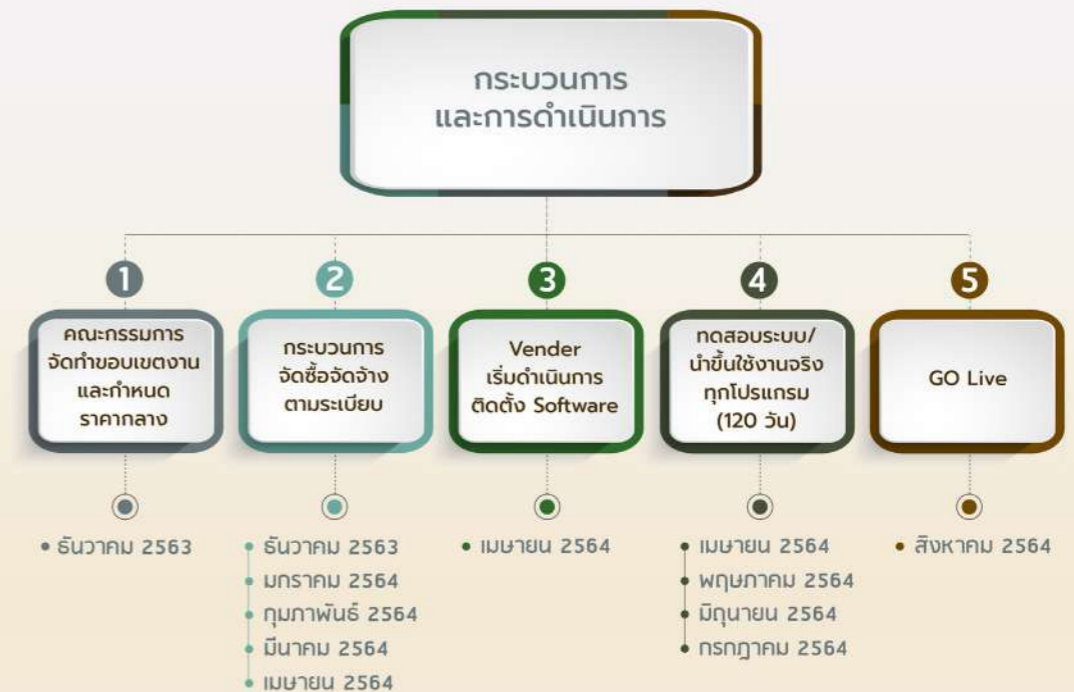 กระบวนการ
และการดำเนินการ
1
คณะกรรมการ
จัดทำขอบเขตงาน
และกำหนด
ราคากลาง
• ธันวาคม 2563
2
กระบวนการ
จัดซื้อจัดจ้าง
ตามระเบียบ
• ธันวาคม 2563
• มกราคม 2564
• กุมภาพันธ์ 2564
• มีนาคม 2564
• เมษายน 2564
3
Vender
เริ่มดำเนินการ
ติดตั้ง Software
• เมษายน 2564
4
ทดสอบระบบ/
นำขึ้นใช้งานจริง
ทุกโปรแกรม
(120 วัน)
• เมษายน 2564
• พฤษภาคม 2564
• มิถุนายน 2564
• กรกฎาคม 2564
5
GO Live
• สิงหาคม 2564